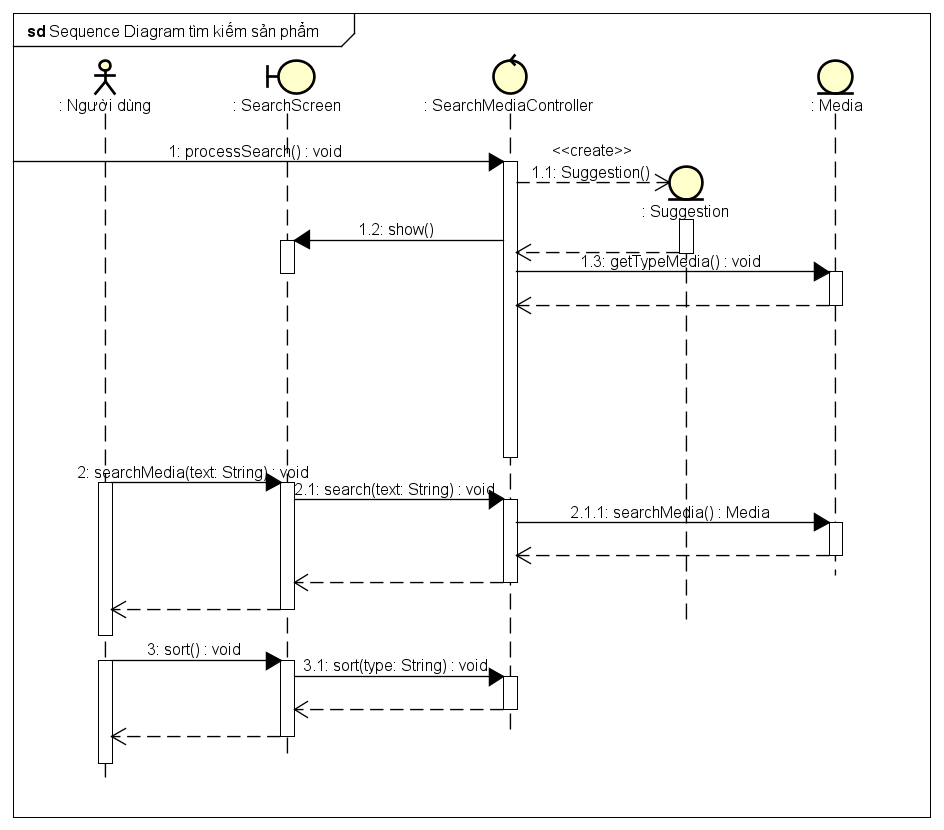 sd Sequence Diagram tìm kiếm sản phẩm
: Người dùng
: SearchScreen
: SearchMediaController
: Media
1: processSearch() : void
<<create>>
1.1: Suggestion()
: Suggestion
1.2: show()
1.3: getTypeMedia() : void
2: searchMedia(text: String) : void
2.1: search(text: String) : void
2.1.1: searchMedia() : Media
3: sort() : void
3.1: sort(type: String) : void